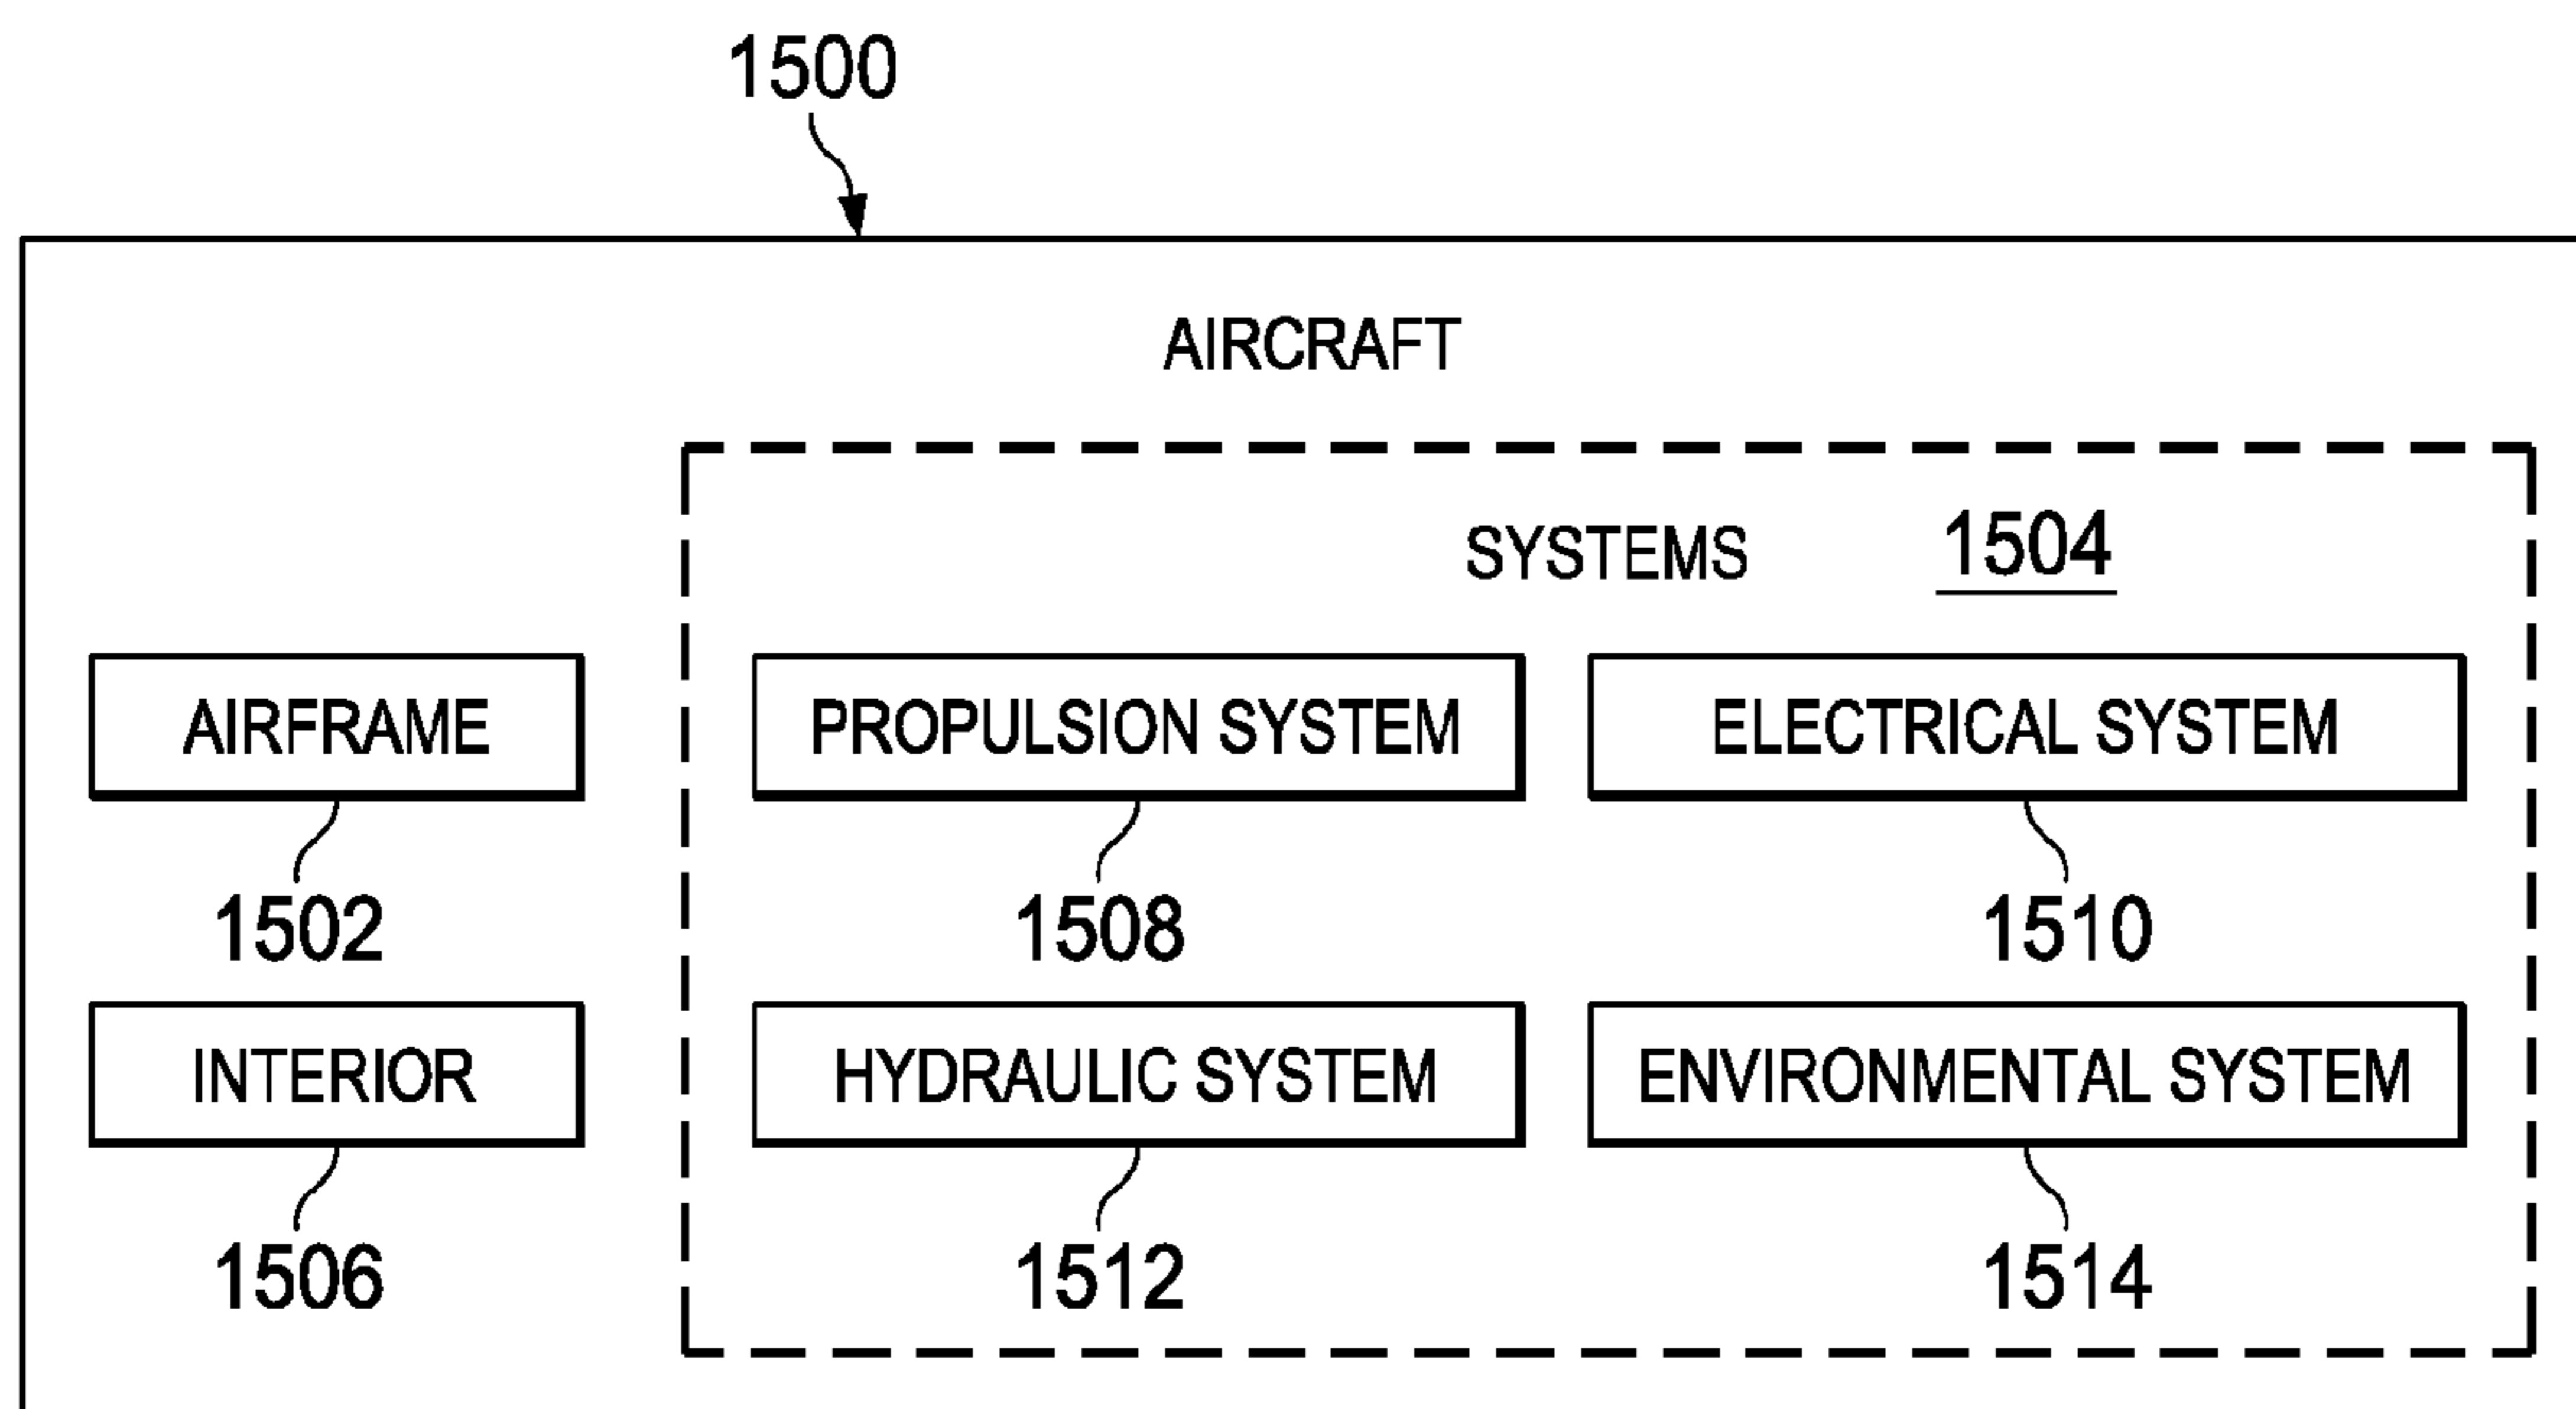 1500
AIRCRAFT
SYSTEMS 1504
AIRFRAME PROPULSION SYSTEM ELECTRICAL SYSTEM
1502 1508 1510
INTERIOR HYDRAULIC SYSTEM ENVIRONMENTAL SYSTEM
1506 1512 1514